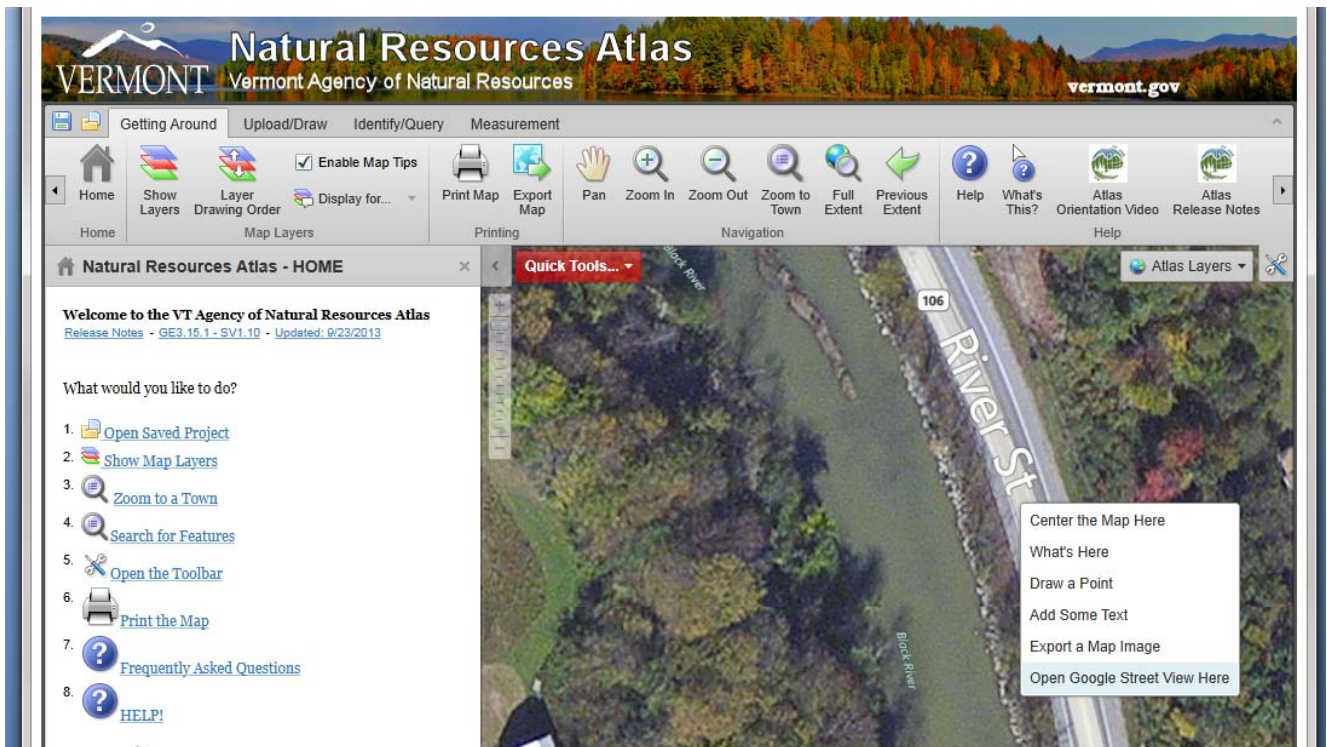 VERMONT
Natural Resources Atlas
Vermont Agency of Natural Resources
vermont.gov
Getting Around Upload/Draw Identify/Query Measurement
Home
Show Layers
Layer Drawing Order
Enable Map Tips
Display for...
Print Map
Export Map
Pan
Zoom In
Zoom Out
Zoom to Town
Full Extent
Previous Extent
Help
What's This?
Atlas Orientation Video
Atlas Release Notes
Home Map Layers Printing Navigation Help
Natural Resources Atlas - HOME
Quick Tools...
Atlas Layers
Welcome to the VT Agency of Natural Resources Atlas
Release Notes - GE3.15.1 - SV1.10 - Updated: 9/23/2013
What would you like to do?
1. Open Saved Project
2. Show Map Layers
3. Zoom to a Town
4. Search for Features
5. Open the Toolbar
6. Print the Map
7. Frequently Asked Questions
8. HELP!
Black River
106
River St
Black River
Center the Map Here
What's Here
Draw a Point
Add Some Text
Export a Map Image
Open Google Street View Here